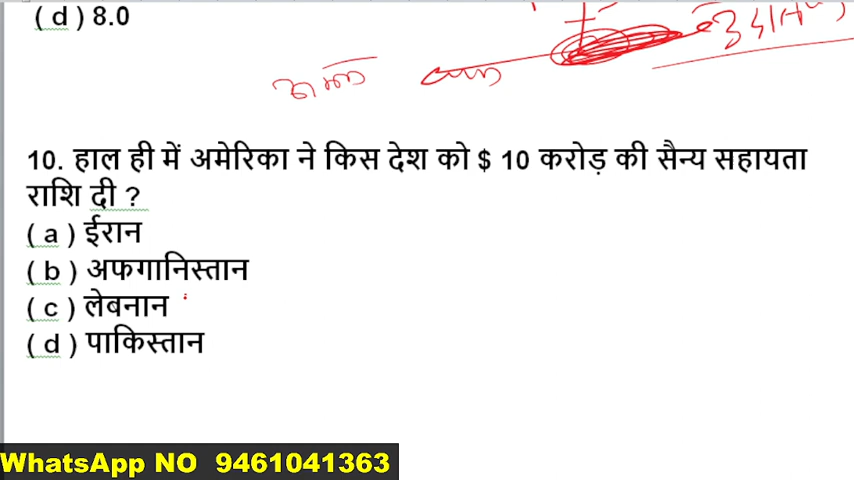 ( d ) 8.0
10. हाल ही में अमेरिका ने किस देश को $ 10 करोड़ की सैन्य सहायता
राशि दी ?
( a ) ईरान
( b ) अफगानिस्तान
( c ) लेबनान
( d ) पाकिस्तान
WhatsApp NO 9461041363